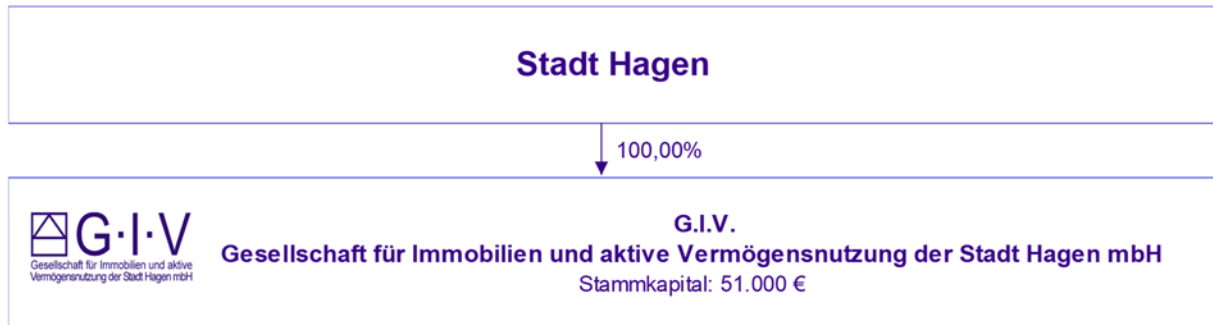 Stadt Hagen
100,00%
G·I·V
Gesellschaft für Immobilien und aktive
Vermögensnutzung der Stadt Hagen mbH
G.I.V.
Gesellschaft für Immobilien und aktive Vermögensnutzung der Stadt Hagen mbH
Stammkapital: 51.000 €